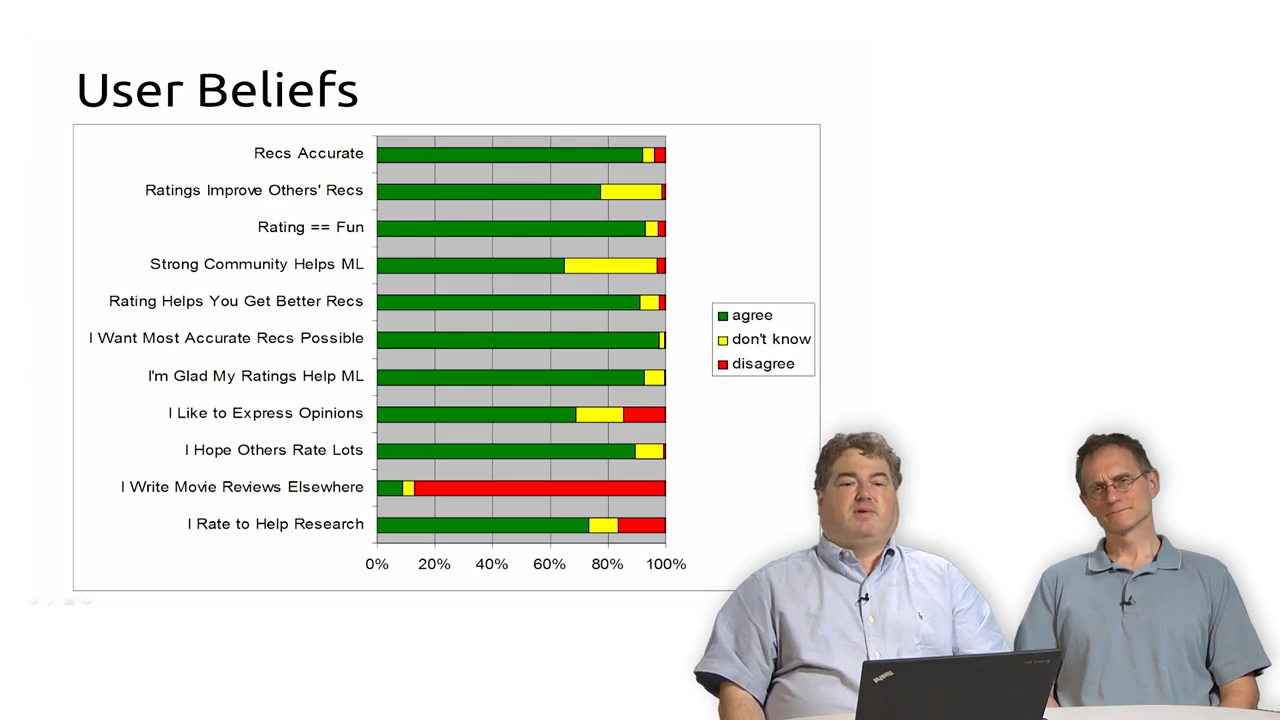 User Beliefs
Recs Accurate
Ratings Improve Others' Recs
Rating == Fun
Strong Community Helps ML
Rating Helps You Get Better Recs
I Want Most Accurate Recs Possible
I'm Glad My Ratings Help ML
I Like to Express Opinions
I Hope Others Rate Lots
I Write Movie Reviews Elsewhere
I Rate to Help Research
0% 20% 40% 60% 80% 100%
agree
don't know
disagree
ThinkPad